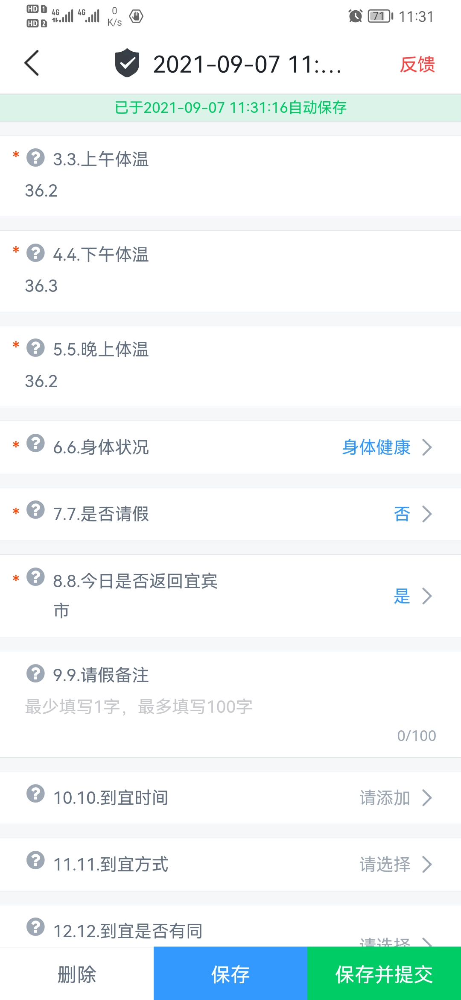 HD 1 4G 4G 0 K/s 71 11:31
HD 2
2021-09-07 11:... 反馈
已于2021-09-07 11:31:16自动保存
* 3.3.上午体温
36.2
* 4.4.下午体温
36.3
* 5.5.晚上体温
36.2
* 6.6.身体状况 身体健康
* 7.7.是否请假 否
* 8.8.今日是否返回宜宾
市 是
9.9.请假备注
最少填写1字，最多填写100字
0/100
10.10.到宜时间 请添加
11.11.到宜方式 请选择
12.12.到宜是否有同
请选择
删除 保存 保存并提交